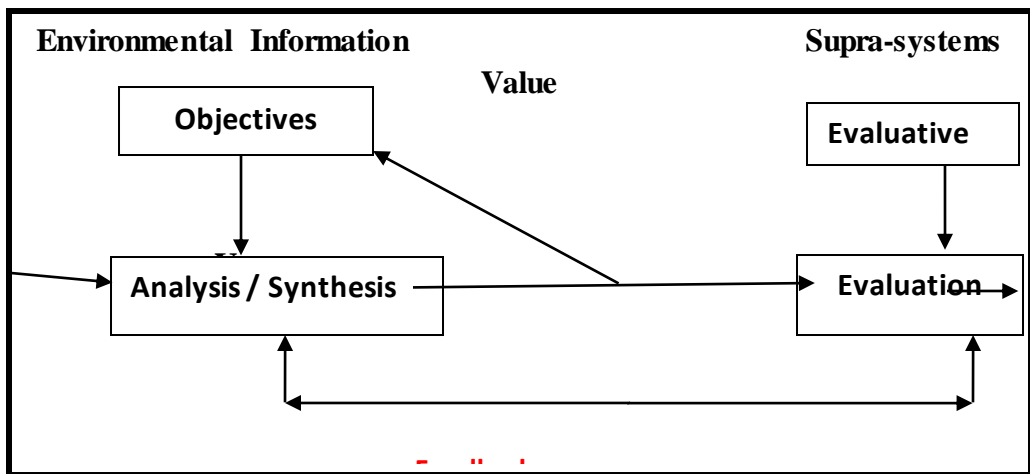 Environmental Information
Supra-systems
Value
Objectives
Evaluative
Analysis / Synthesis
Evaluation